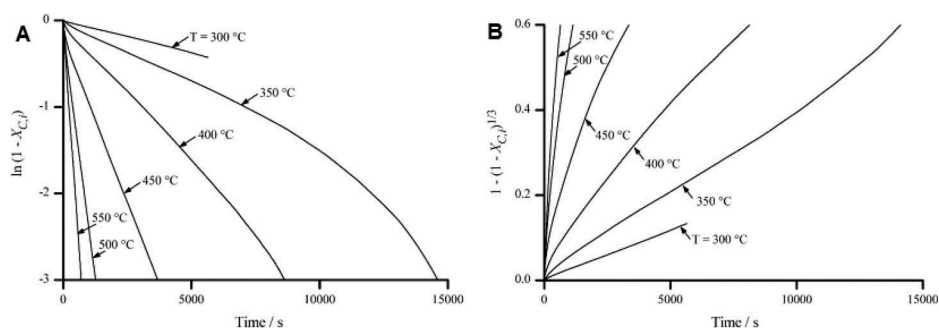 A
ln (1 - X_C,i)
0
-1
-2
-3
T = 300 °C
350 °C
400 °C
450 °C
550 °C
500 °C
0 5000 10000 15000
Time / s
B
1 - (1 - X_C,i)^1/3
0.6
0.4
0.2
0.0
550 °C
500 °C
450 °C
400 °C
350 °C
T = 300 °C
0 5000 10000 15000
Time / s